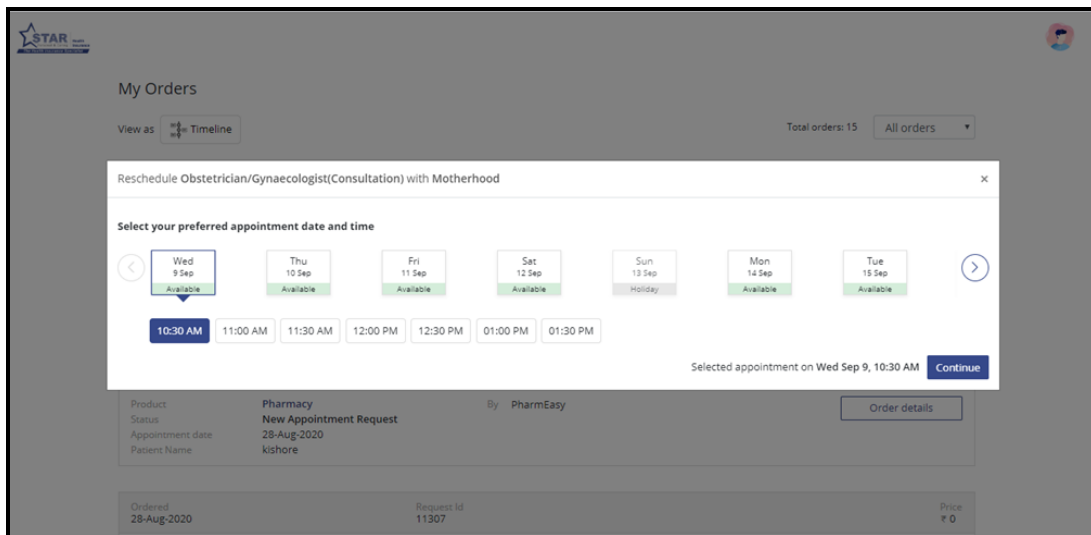 STAR Health Insurance
My Orders
View as Timeline
Total orders: 15 All orders
Reschedule Obstetrician/Gynaecologist(Consultation) with Motherhood ×
Select your preferred appointment date and time
Wed Thu Fri Sat Sun Mon Tue
9 Sep 10 Sep 11 Sep 12 Sep 13 Sep 14 Sep 15 Sep
Available Available Available Available Holiday Available Available
10:30 AM 11:00 AM 11:30 AM 12:00 PM 12:30 PM 01:00 PM 01:30 PM
Selected appointment on Wed Sep 9, 10:30 AM Continue
Product Pharmacy By PharmEasy Order details
Status New Appointment Request
Appointment date 28-Aug-2020
Patient Name kishore
Ordered Request Id Price
28-Aug-2020 11307 ₹ 0